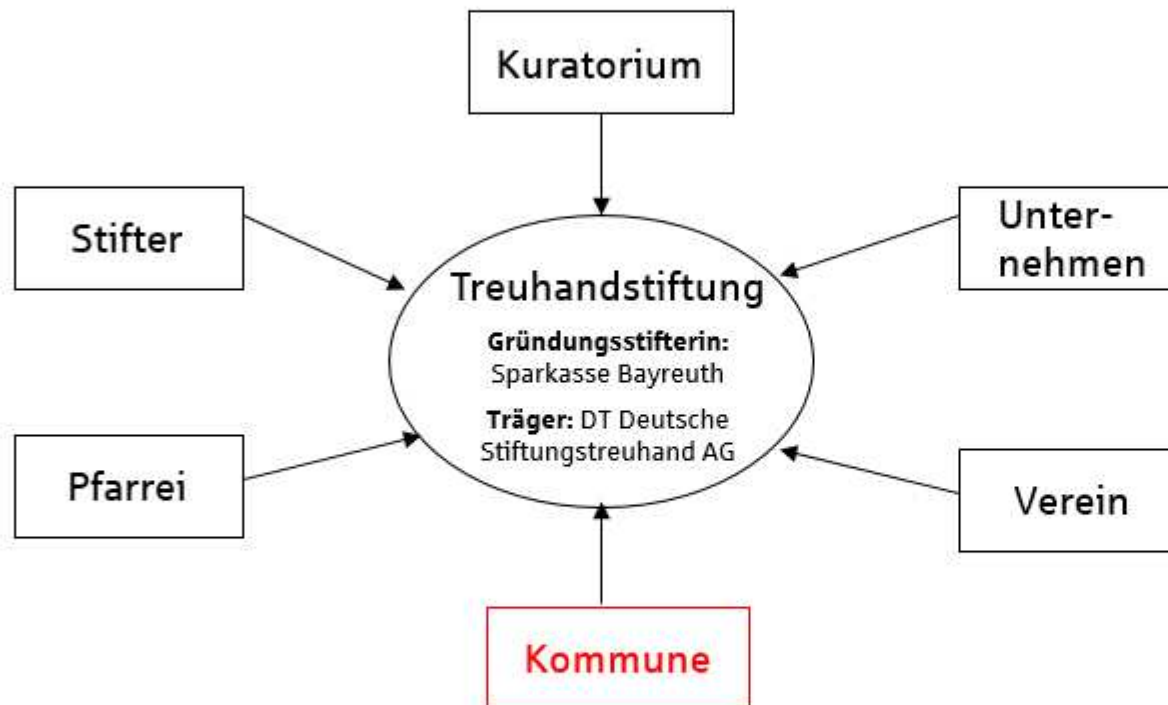 Kuratorium
Stifter
Unter-
nehmen
Treuhandstiftung
Gründungsstifterin:
Sparkasse Bayreuth
Träger: DT Deutsche
Stiftungstreuhand AG
Pfarrei
Verein
Kommune